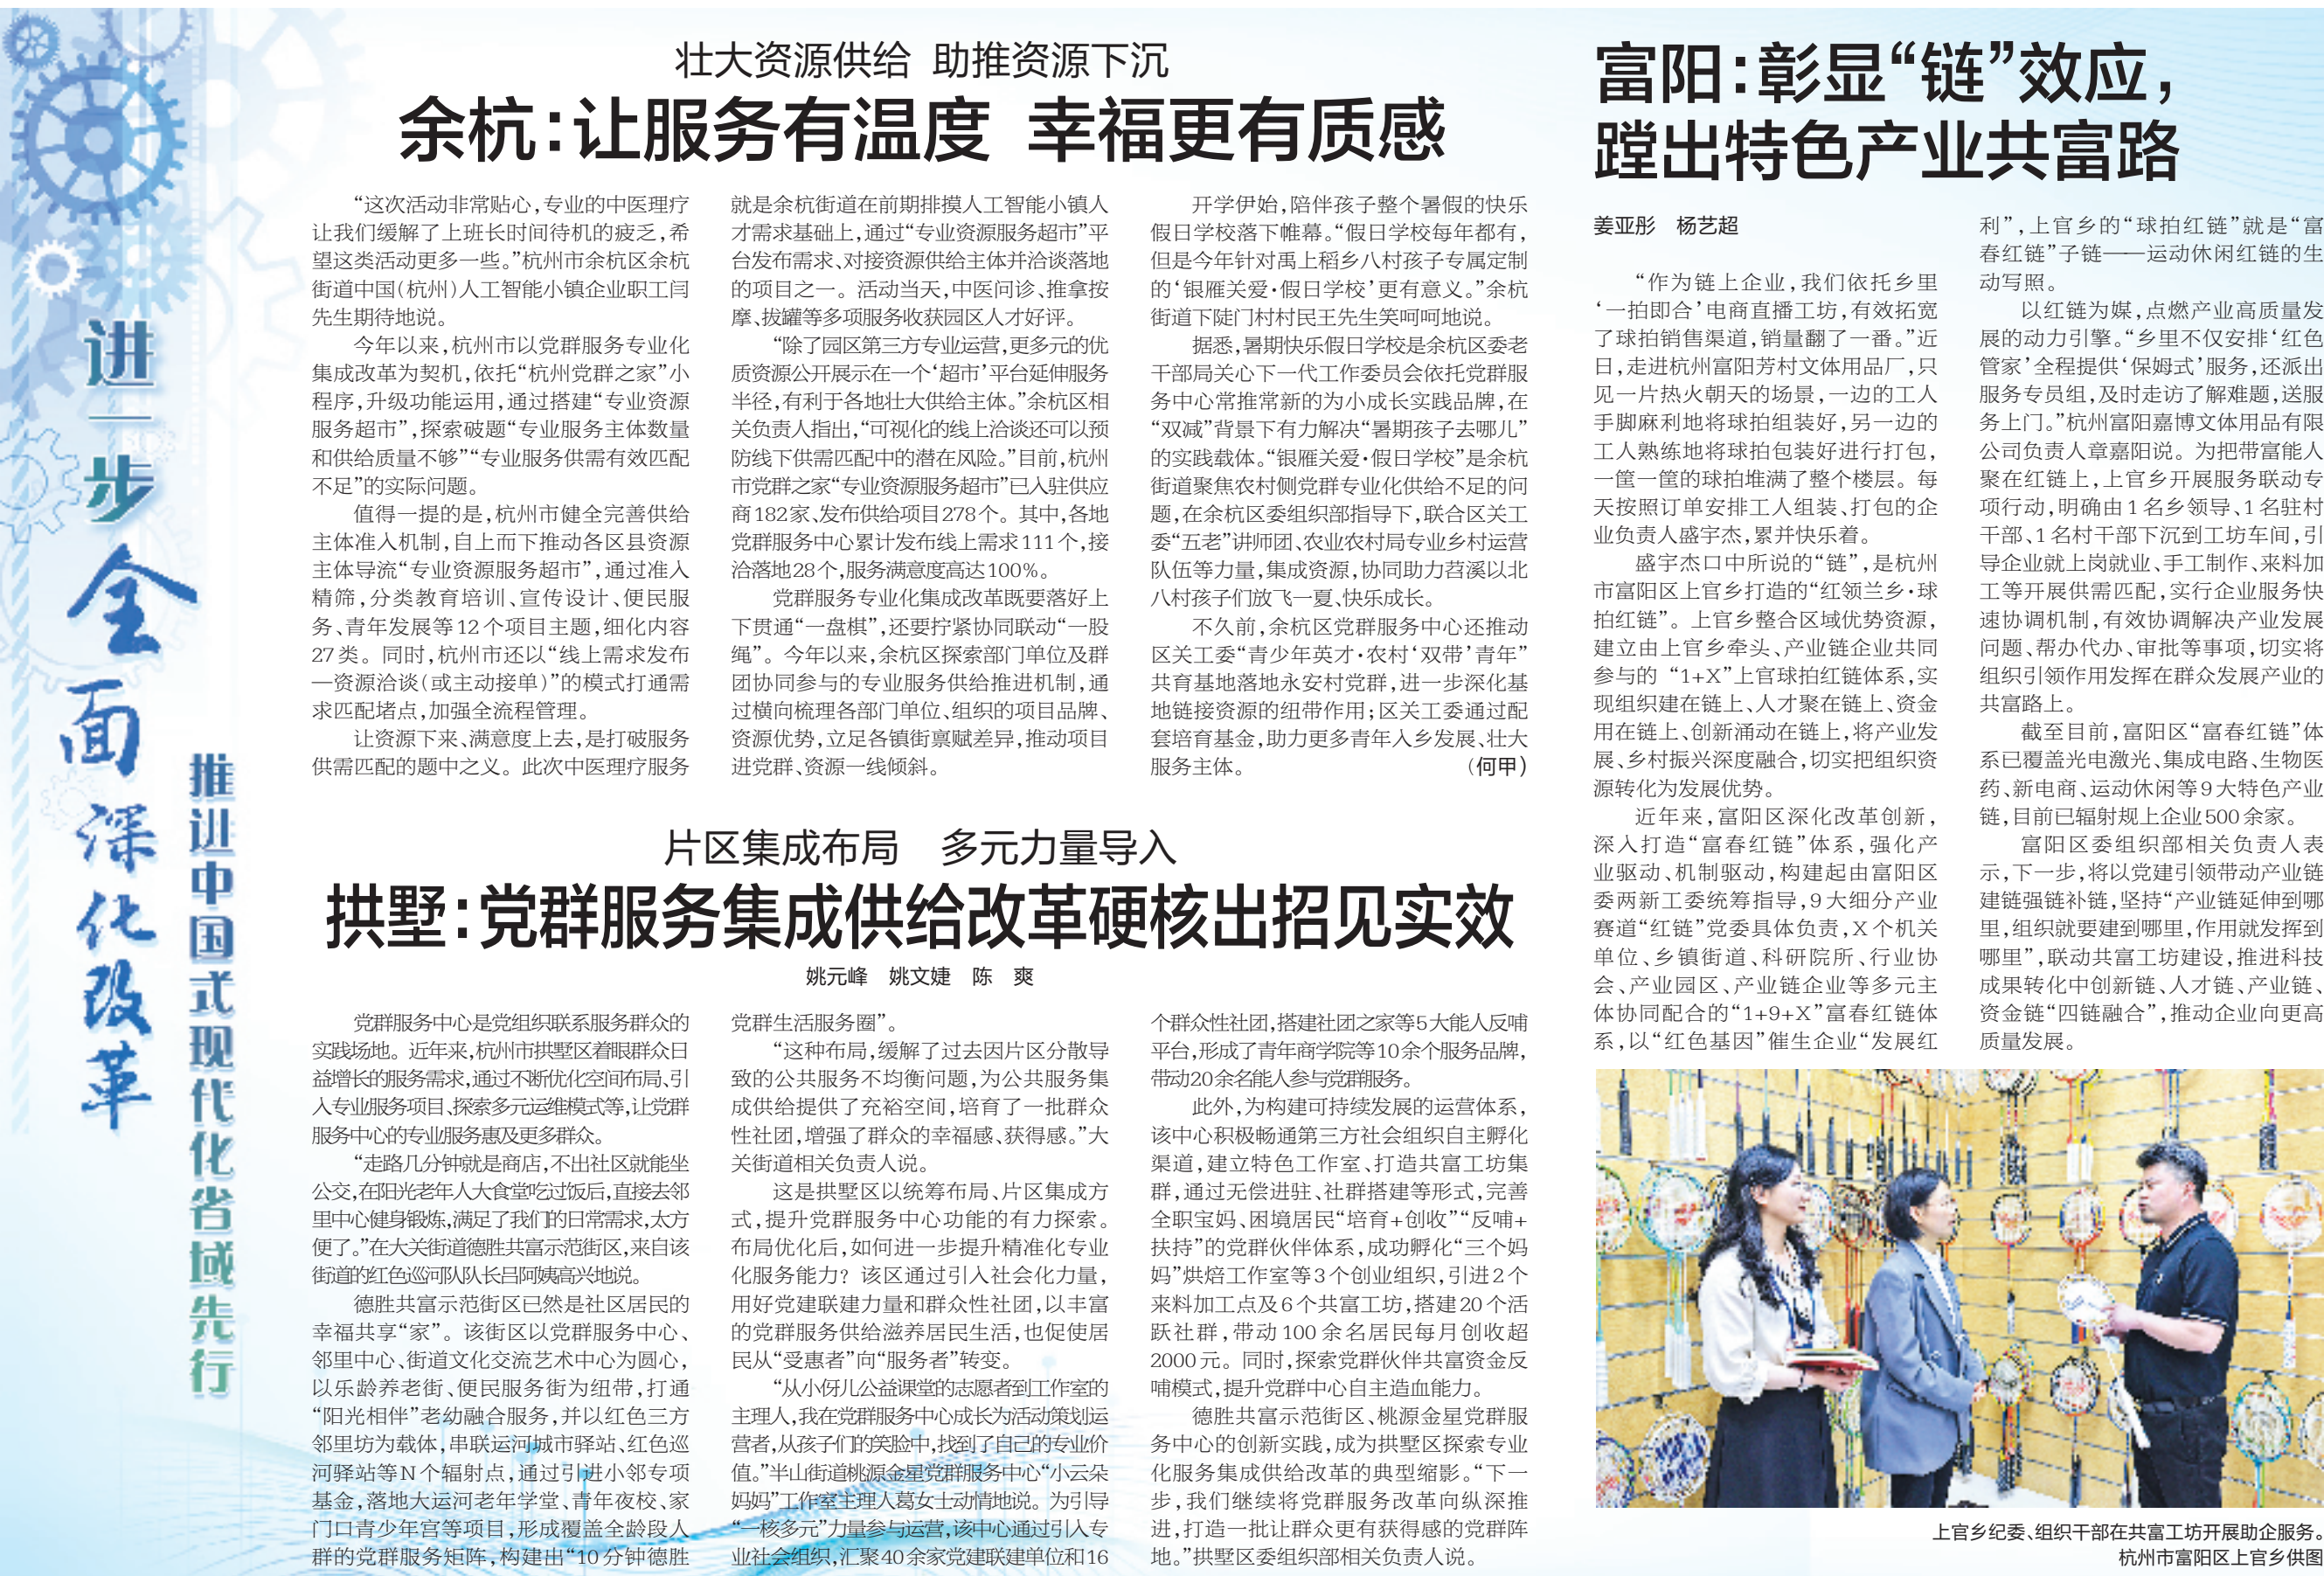 进一步全面深化改革
推进中国式现代化省域先行
壮大资源供给 助推资源下沉
余杭：让服务有温度 幸福更有质感
“这次活动非常贴心，专业的中医理疗
让我们缓解了上班长时间待机的疲乏，希
望这类活动更多一些。”杭州市余杭区余杭
街道中国（杭州）人工智能小镇企业职工闫
先生期待地说。
今年以来，杭州市以党群服务专业化
集成改革为契机，依托“杭州党群之家”小
程序，升级功能运用，通过搭建“专业资源
服务超市”，探索破题“专业服务主体数量
和供给质量不够”“专业服务供需有效匹配
不足”的实际问题。
值得一提的是，杭州市健全完善供给
主体准入机制，自上而下推动各区县资源
主体导流“专业资源服务超市”，通过准入
精筛，分类教育培训、宣传设计、便民服
务、青年发展等12个项目主题，细化内容
27类。同时，杭州市还以“线上需求发布
—资源洽谈（或主动接单）”的模式打通需
求匹配堵点，加强全流程管理。
让资源下来、满意度上去，是打破服务
供需匹配的题中之义。此次中医理疗服务
就是余杭街道在前期排摸人工智能小镇人
才需求基础上，通过“专业资源服务超市”平
台发布需求、对接资源供给主体并洽谈落地
的项目之一。活动当天，中医问诊、推拿按
摩、拔罐等多项服务收获园区人才好评。
“除了园区第三方专业运营，更多元的优
质资源公开展示在一个‘超市’平台延伸服务
半径，有利于各地壮大供给主体。”余杭区相
关负责人指出，“可视化的线上洽谈还可以预
防线下供需匹配中的潜在风险。”目前，杭州
市党群之家“专业资源服务超市”已入驻供应
商182家、发布供给项目278个。其中，各地
党群服务中心累计发布线上需求111个，接
洽落地28个，服务满意度高达100%。
党群服务专业化集成改革既要落好上
下贯通“一盘棋”，还要拧紧协同联动“一股
绳”。今年以来，余杭区探索部门单位及群
团协同参与的专业服务供给推进机制，通
过横向梳理各部门单位、组织的项目品牌、
资源优势，立足各镇街禀赋差异，推动项目
进党群、资源一线倾斜。
开学伊始，陪伴孩子整个暑假的快乐
假日学校落下帷幕。“假日学校每年都有，
但是今年针对禹上稻乡八村孩子专属定制
的‘银雁关爱·假日学校’更有意义。”余杭
街道下陡门村村民王先生笑呵呵地说。
据悉，暑期快乐假日学校是余杭区委老
干部局关心下一代工作委员会依托党群服
务中心常推常新的为小成长实践品牌，在
“双减”背景下有力解决“暑期孩子去哪儿”
的实践载体。“银雁关爱·假日学校”是余杭
街道聚焦农村侧党群专业化供给不足的问
题，在余杭区委组织部指导下，联合区关工
委“五老”讲师团、农业农村局专业乡村运营
队伍等力量，集成资源，协同助力苕溪以北
八村孩子们放飞一夏、快乐成长。
不久前，余杭区党群服务中心还推动
区关工委“青少年英才·农村‘双带’青年”
共育基地落地永安村党群，进一步深化基
地链接资源的纽带作用；区关工委通过配
套培育基金，助力更多青年入乡发展、壮大
服务主体。 （何甲）
片区集成布局 多元力量导入
拱墅：党群服务集成供给改革硬核出招见实效
姚元峰 姚文婕 陈 爽
党群服务中心是党组织联系服务群众的
实践场地。近年来，杭州市拱墅区着眼群众日
益增长的服务需求，通过不断优化空间布局、引
入专业服务项目、探索多元运维模式等，让党群
服务中心的专业服务惠及更多群众。
“走路几分钟就是商店，不出社区就能坐
公交，在阳光老年人大食堂吃过饭后，直接去邻
里中心健身锻炼，满足了我们的日常需求，太方
便了。”在大关街道德胜共富示范街区，来自该
街道的红色巡河队队长吕阿姨高兴地说。
德胜共富示范街区已然是社区居民的
幸福共享“家”。该街区以党群服务中心、
邻里中心、街道文化交流艺术中心为圆心，
以乐龄养老街、便民服务街为纽带，打通
“阳光相伴”老幼融合服务，并以红色三方
邻里坊为载体，串联运河城市驿站、红色巡
河驿站等N个辐射点，通过引进小邻专项
基金，落地大运河老年学堂、青年夜校、家
门口青少年宫等项目，形成覆盖全龄段人
群的党群服务矩阵，构建出“10分钟德胜
党群生活服务圈”。
“这种布局，缓解了过去因片区分散导
致的公共服务不均衡问题，为公共服务集
成供给提供了充裕空间，培育了一批群众
性社团，增强了群众的幸福感、获得感。”大
关街道相关负责人说。
这是拱墅区以统筹布局、片区集成方
式，提升党群服务中心功能的有力探索。
布局优化后，如何进一步提升精准化专业
化服务能力？该区通过引入社会化力量，
用好党建联建力量和群众性社团，以丰富
的党群服务供给滋养居民生活，也促使居
民从“受惠者”向“服务者”转变。
“从小伢儿公益课堂的志愿者到工作室的
主理人，我在党群服务中心成长为活动策划运
营者，从孩子们的笑脸中，找到了自己的专业价
值。”半山街道桃源金星党群服务中心“小云朵
妈妈”工作室主理人葛女士动情地说。为引导
“一核多元”力量参与运营，该中心通过引入专
业社会组织，汇聚40余家党建联建单位和16
个群众性社团，搭建社团之家等5大能人反哺
平台，形成了青年商学院等10余个服务品牌，
带动20余名能人参与党群服务。
此外，为构建可持续发展的运营体系，
该中心积极畅通第三方社会组织自主孵化
渠道，建立特色工作室、打造共富工坊集
群，通过无偿进驻、社群搭建等形式，完善
全职宝妈、困境居民“培育+创收”“反哺+
扶持”的党群伙伴体系，成功孵化“三个妈
妈”烘焙工作室等3个创业组织，引进2个
来料加工点及6个共富工坊，搭建20个活
跃社群，带动100余名居民每月创收超
2000元。同时，探索党群伙伴共富资金反
哺模式，提升党群中心自主造血能力。
德胜共富示范街区、桃源金星党群服
务中心的创新实践，成为拱墅区探索专业
化服务集成供给改革的典型缩影。“下一
步，我们继续将党群服务改革向纵深推
进，打造一批让群众更有获得感的党群阵
地。”拱墅区委组织部相关负责人说。
富阳：彰显“链”效应，
蹚出特色产业共富路
姜亚彤 杨艺超
“作为链上企业，我们依托乡里
‘一拍即合’电商直播工坊，有效拓宽
了球拍销售渠道，销量翻了一番。”近
日，走进杭州富阳芳村文体用品厂，只
见一片热火朝天的场景，一边的工人
手脚麻利地将球拍组装好，另一边的
工人熟练地将球拍包装好进行打包，
一筐一筐的球拍堆满了整个楼层。每
天按照订单安排工人组装、打包的企
业负责人盛宇杰，累并快乐着。
盛宇杰口中所说的“链”，是杭州
市富阳区上官乡打造的“红领兰乡·球
拍红链”。上官乡整合区域优势资源，
建立由上官乡牵头、产业链企业共同
参与的 “1+X”上官球拍红链体系，实
现组织建在链上、人才聚在链上、资金
用在链上、创新涌动在链上，将产业发
展、乡村振兴深度融合，切实把组织资
源转化为发展优势。
近年来，富阳区深化改革创新，
深入打造“富春红链”体系，强化产
业驱动、机制驱动，构建起由富阳区
委两新工委统筹指导，9大细分产业
赛道“红链”党委具体负责，X个机关
单位、乡镇街道、科研院所、行业协
会、产业园区、产业链企业等多元主
体协同配合的“1+9+X”富春红链体
系，以“红色基因”催生企业“发展红
利”，上官乡的“球拍红链”就是“富
春红链”子链——运动休闲红链的生
动写照。
以红链为媒，点燃产业高质量发
展的动力引擎。“乡里不仅安排‘红色
管家’全程提供‘保姆式’服务，还派出
服务专员组，及时走访了解难题，送服
务上门。”杭州富阳嘉博文体用品有限
公司负责人章嘉阳说。为把带富能人
聚在红链上，上官乡开展服务联动专
项行动，明确由1名乡领导、1名驻村
干部、1名村干部下沉到工坊车间，引
导企业就上岗就业、手工制作、来料加
工等开展供需匹配，实行企业服务快
速协调机制，有效协调解决产业发展
问题、帮办代办、审批等事项，切实将
组织引领作用发挥在群众发展产业的
共富路上。
截至目前，富阳区“富春红链”体
系已覆盖光电激光、集成电路、生物医
药、新电商、运动休闲等9大特色产业
链，目前已辐射规上企业500余家。
富阳区委组织部相关负责人表
示，下一步，将以党建引领带动产业链
建链强链补链，坚持“产业链延伸到哪
里，组织就要建到哪里，作用就发挥到
哪里”，联动共富工坊建设，推进科技
成果转化中创新链、人才链、产业链、
资金链“四链融合”，推动企业向更高
质量发展。
上官乡纪委、组织干部在共富工坊开展助企服务。
杭州市富阳区上官乡供图